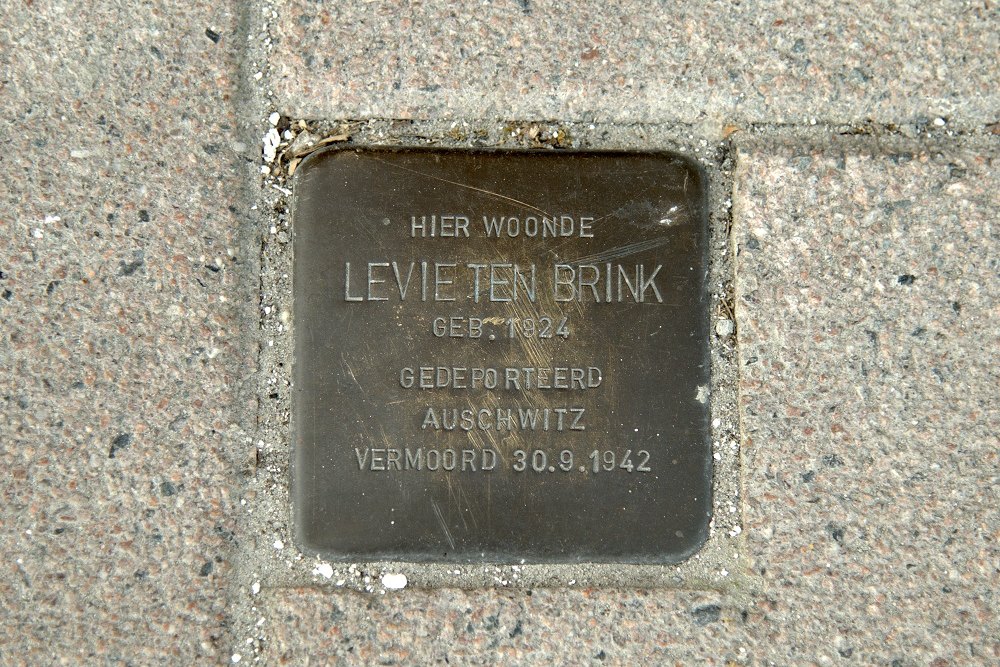 HIER WOONDE
LEVIE TEN BRINK
GEB. 1924
GEDEPORTEERD
AUSCHWITZ
VERMOORD 30.9.1942